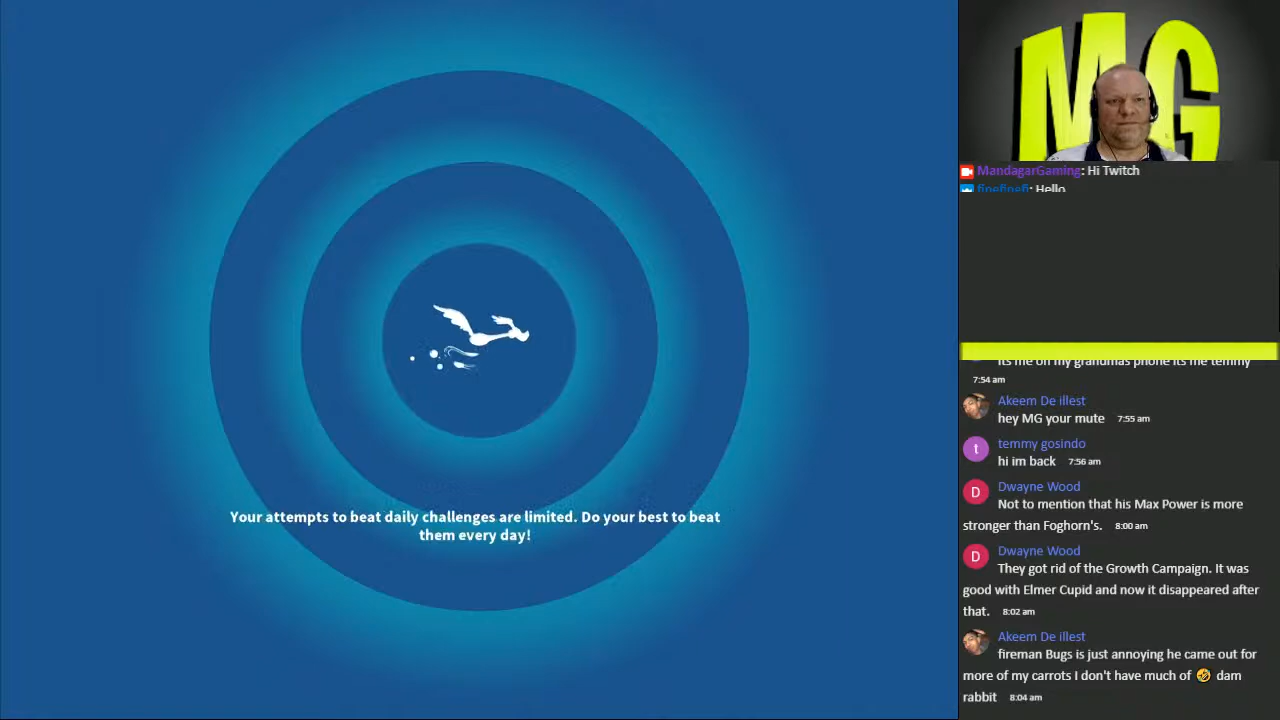 MG
MandagarGaming: Hi Twitch
finefinefi: Hello
its me on my grandmas phone its me temmy
7:54 am
Akeem De illest
hey MG your mute 7:55 am
t
temmy gosindo
hi im back 7:56 am
D
Dwayne Wood
Not to mention that his Max Power is more
stronger than Foghorn's. 8:00 am
D
Dwayne Wood
They got rid of the Growth Campaign. It was
good with Elmer Cupid and now it disappeared after
that. 8:02 am
Akeem De illest
fireman Bugs is just annoying he came out for
more of my carrots I don't have much of 🤣 dam
rabbit 8:04 am
Your attempts to beat daily challenges are limited. Do your best to beat
them every day!